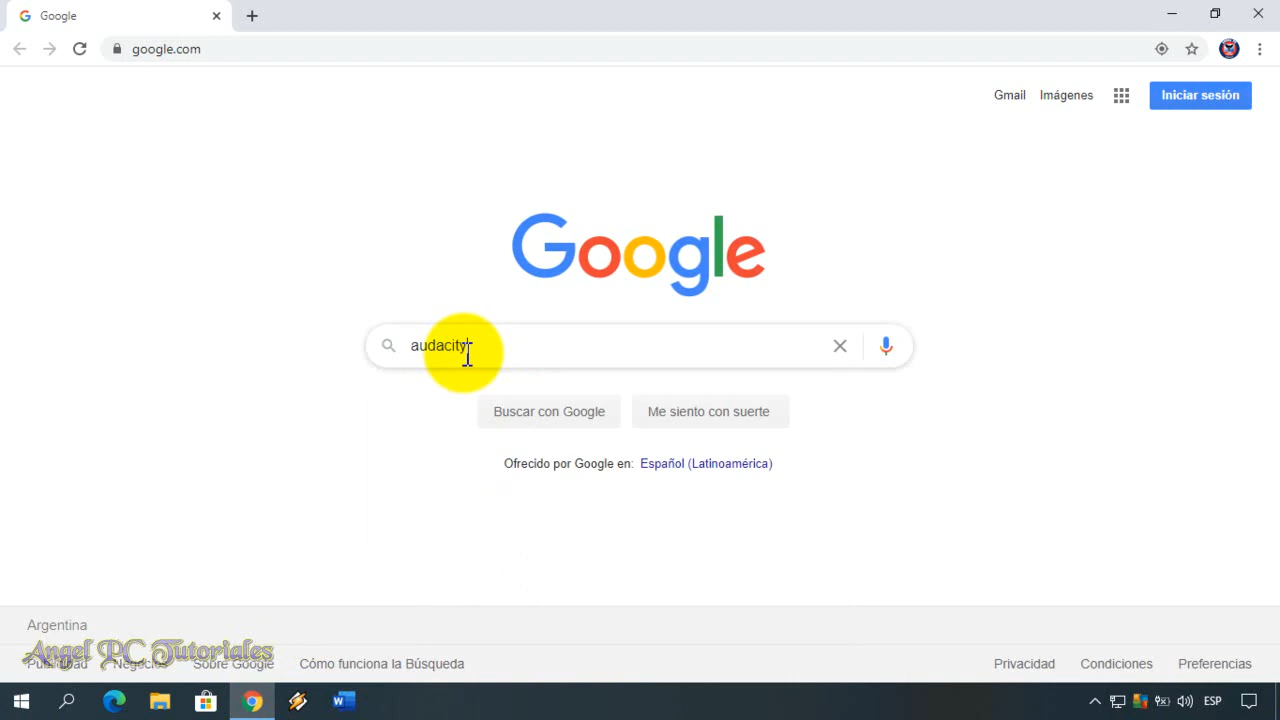 Google
google.com
Gmail Imágenes Iniciar sesión
Google
audacity
Buscar con Google Me siento con suerte
Ofrecido por Google en: Español (Latinoamérica)
Argentina
Angel PC Tutoriales
Publicidad Negocios Sobre Google Cómo funciona la Búsqueda Privacidad Condiciones Preferencias
W ESP